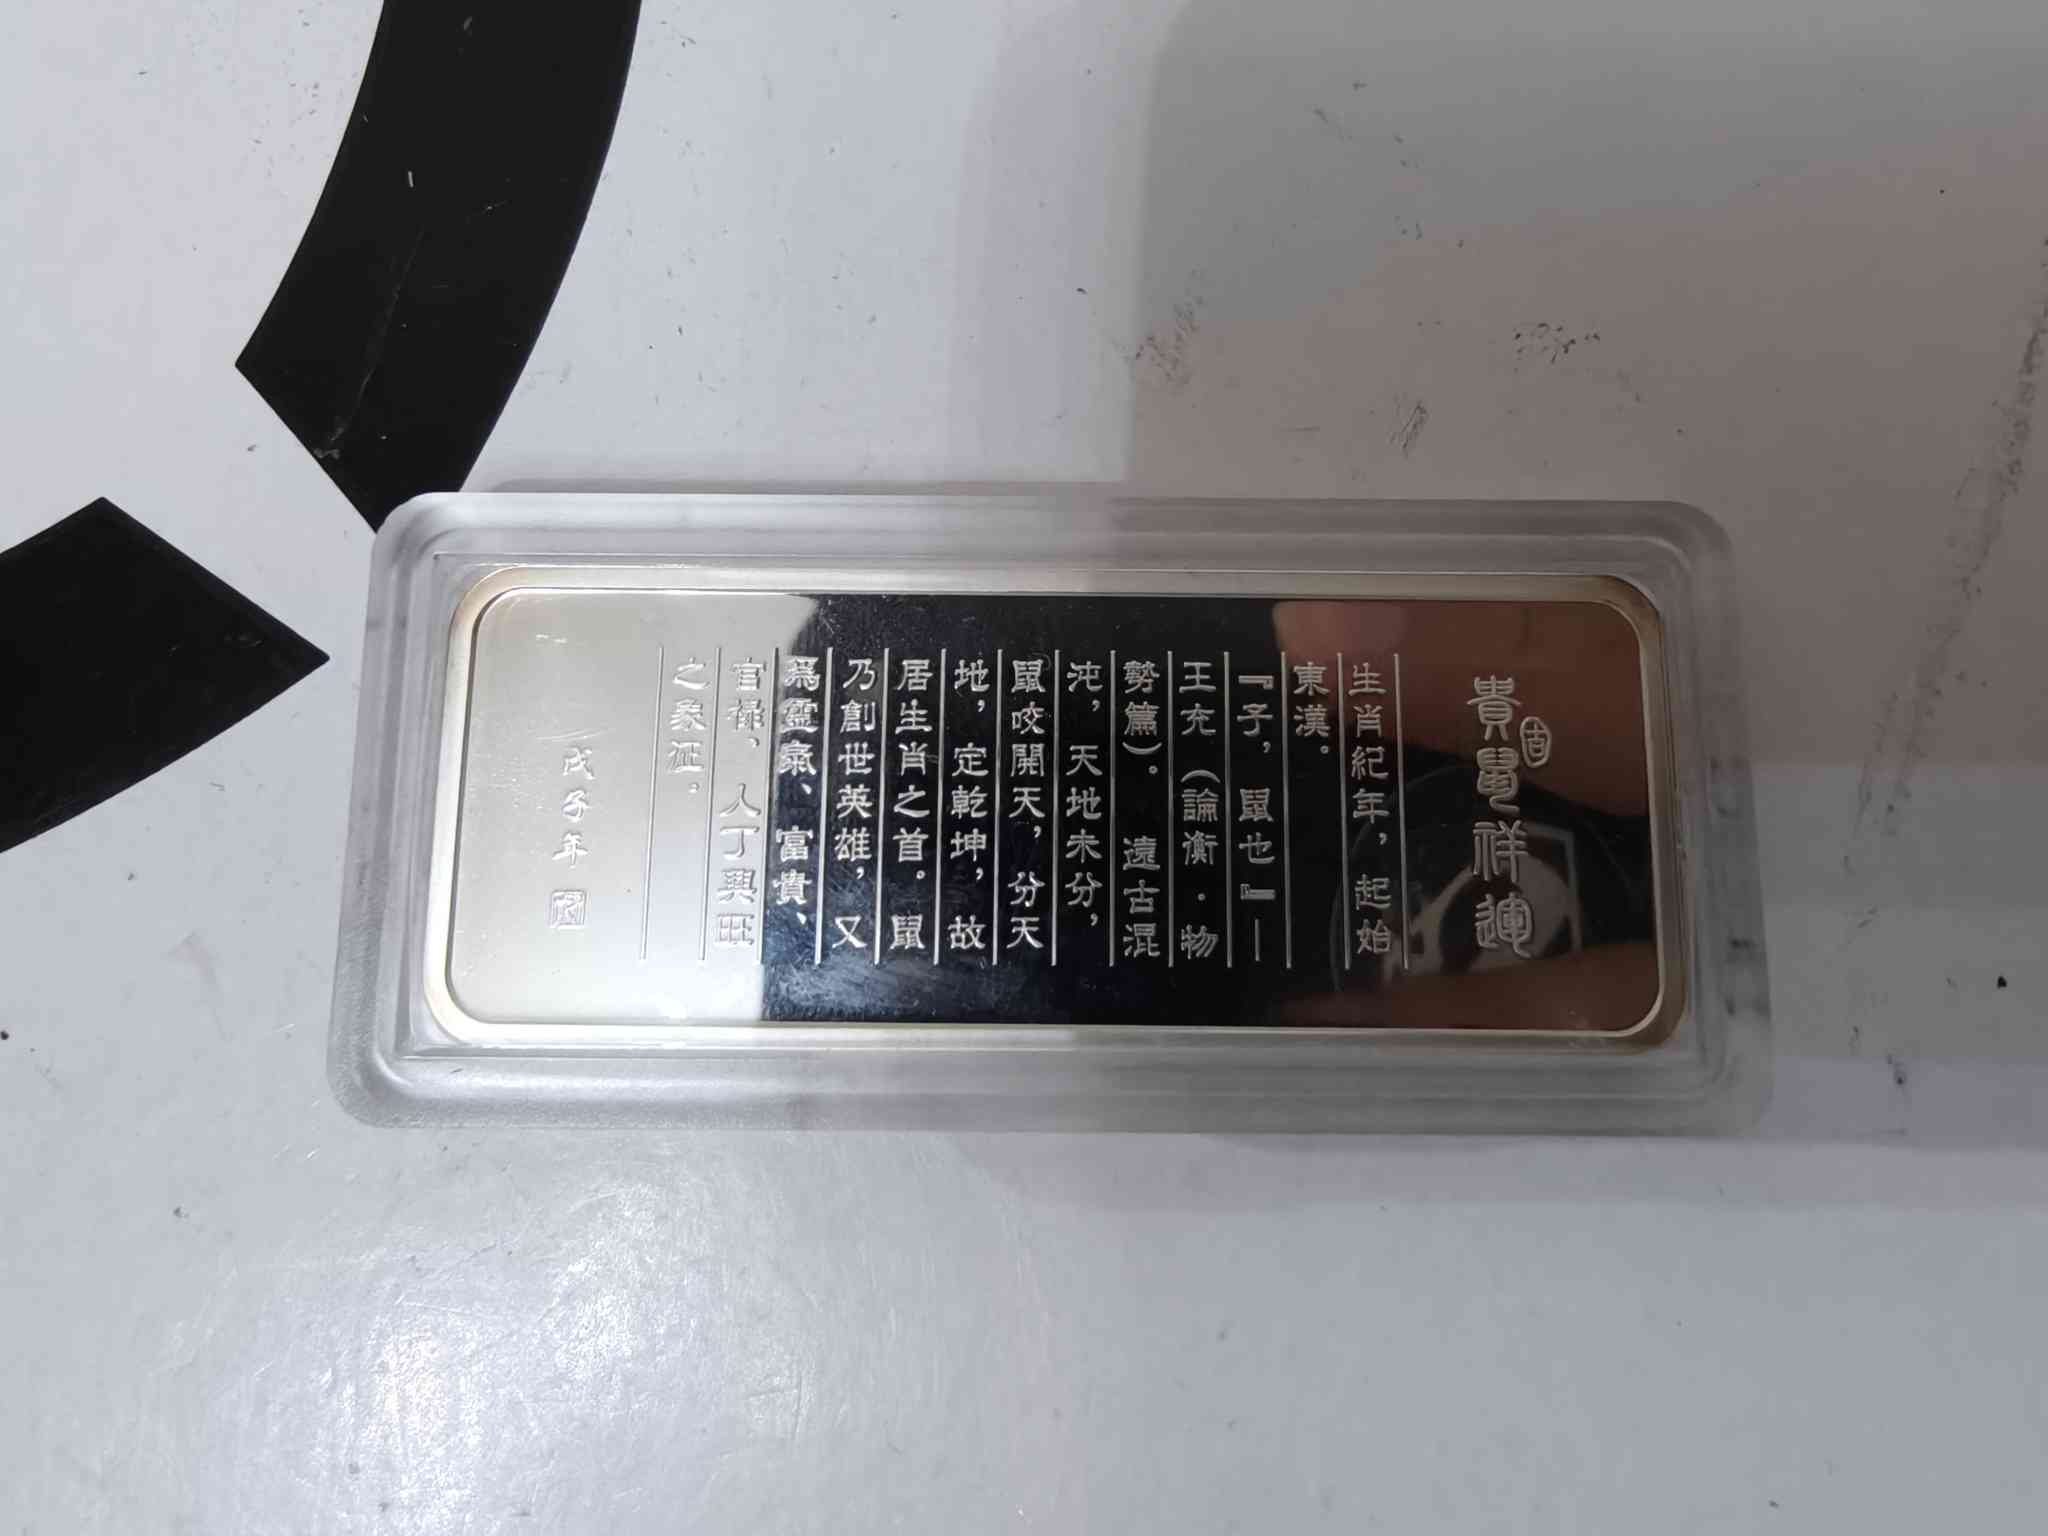 貴鼠祥運
吉
生肖紀年，起始
東漢。
『子，鼠也』—
王充（論衡·物
勢篇）。遠古混
沌，天地未分，
鼠咬開天，分天
地，定乾坤，故
居生肖之首。鼠
乃創世英雄，又
為靈氣、富貴、
官祿、人丁興旺
之象征。
戊子年